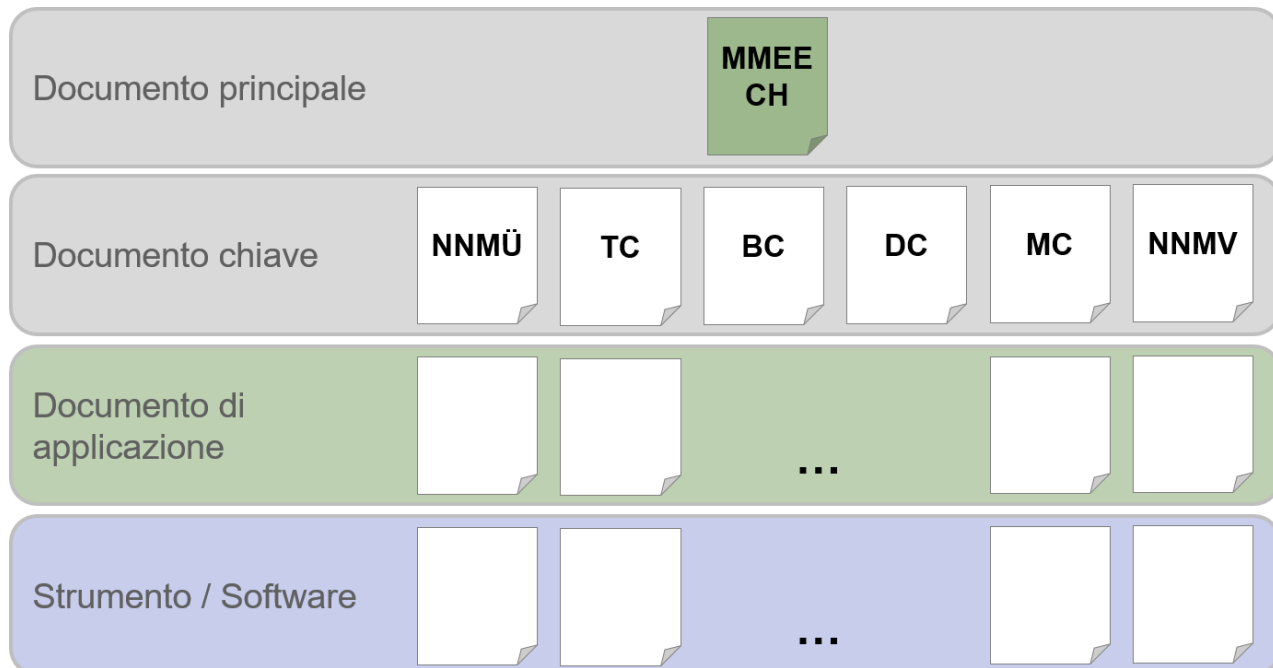 Documento principale
MMEE
CH
Documento chiave
NNMÜ
TC
BC
DC
MC
NNMV
Documento di
applicazione
...
Strumento / Software
...